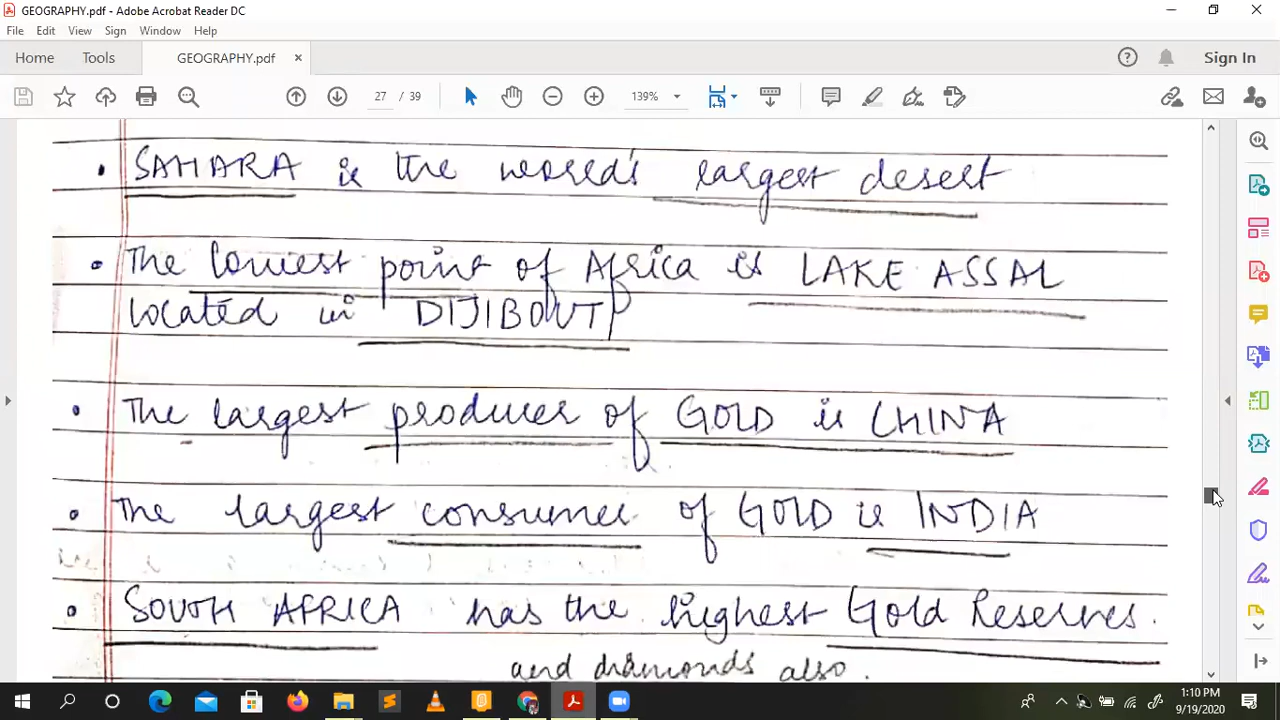 GEOGRAPHY.pdf - Adobe Acrobat Reader DC
File Edit View Sign Window Help
Home Tools GEOGRAPHY.pdf × Sign In
27 / 39 139%
• SAHARA is the world's largest desert
• The lowest point of Africa is LAKE ASSAL
located in DIJIBOUTI
• The largest producer of GOLD is CHINA
• The largest consumer of GOLD is INDIA
• SOUTH AFRICA has the highest Gold Reserves.
and diamonds also.
1:10 PM
9/19/2020